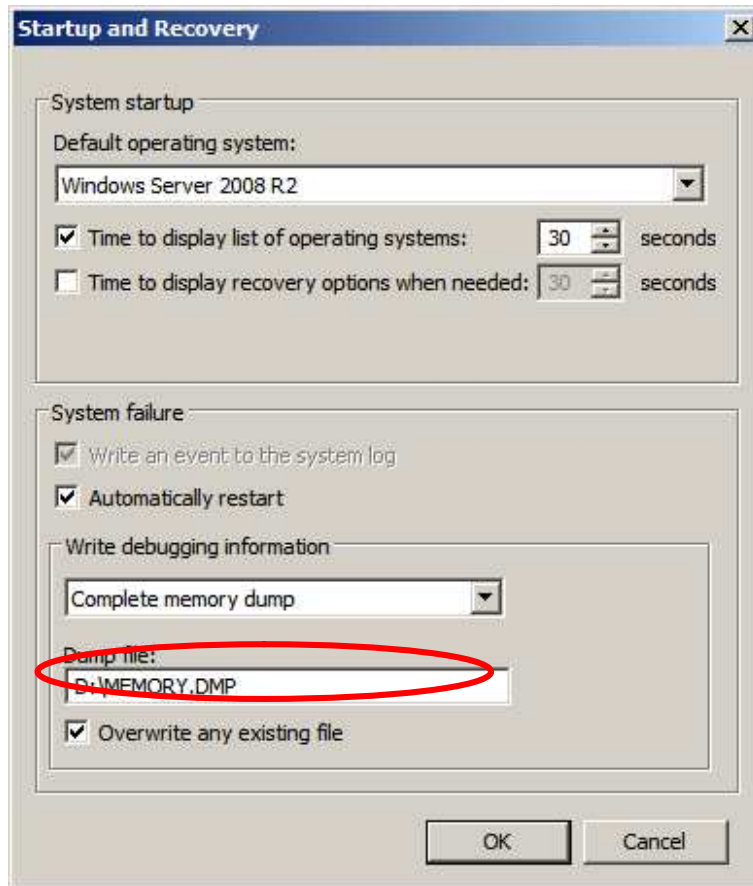 Startup and Recovery
System startup
Default operating system:
Windows Server 2008 R2
Time to display list of operating systems: 30 seconds
Time to display recovery options when needed: 30 seconds
System failure
Write an event to the system log
Automatically restart
Write debugging information
Complete memory dump
Dump file:
D:\MEMORY.DMP
Overwrite any existing file
OK Cancel